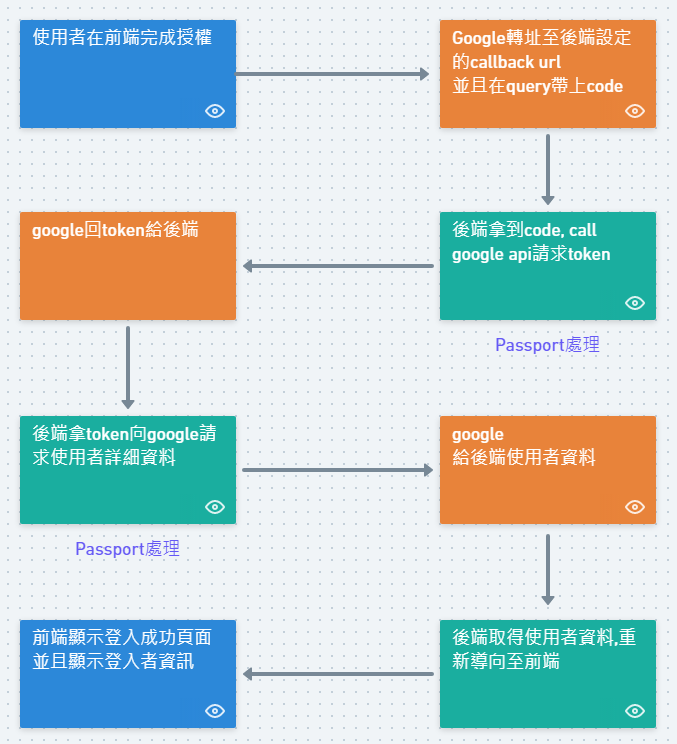 使用者在前端完成授權
Google轉址至後端設定
的callback url
並且在query帶上code
google回token給後端
後端拿到code, call
google api請求token
Passport處理
後端拿token向google請
求使用者詳細資料
google
給後端使用者資料
Passport處理
前端顯示登入成功頁面
並且顯示登入者資訊
後端取得使用者資料,重
新導向至前端